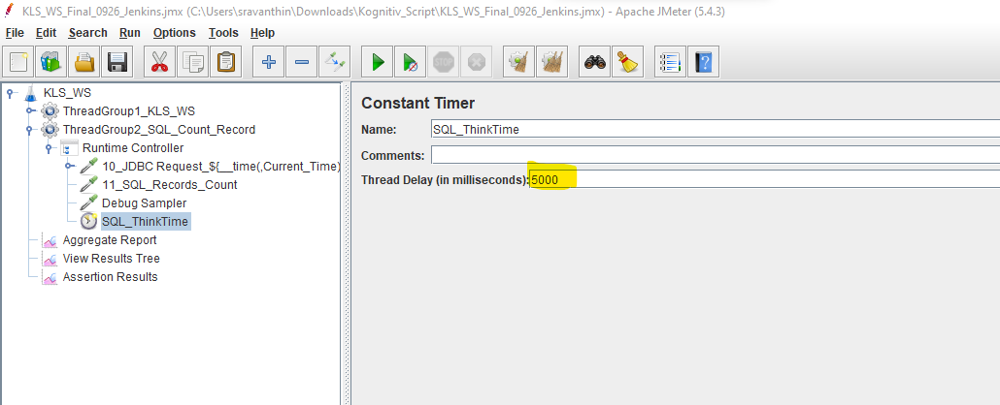 KLS_WS_Final_0926_Jenkins.jmx (C:\Users\sravanthin\Downloads\Kognitiv_Script\KLS_WS_Final_0926_Jenkins.jmx) - Apache JMeter (5.4.3)
File Edit Search Run Options Tools Help
KLS_WS
ThreadGroup1_KLS_WS
ThreadGroup2_SQL_Count_Record
Runtime Controller
10_JDBC Request_${__time(,Current_Time)
11_SQL_Records_Count
Debug Sampler
SQL_ThinkTime
Aggregate Report
View Results Tree
Assertion Results
Constant Timer
Name: SQL_ThinkTime
Comments:
Thread Delay (in milliseconds): 5000